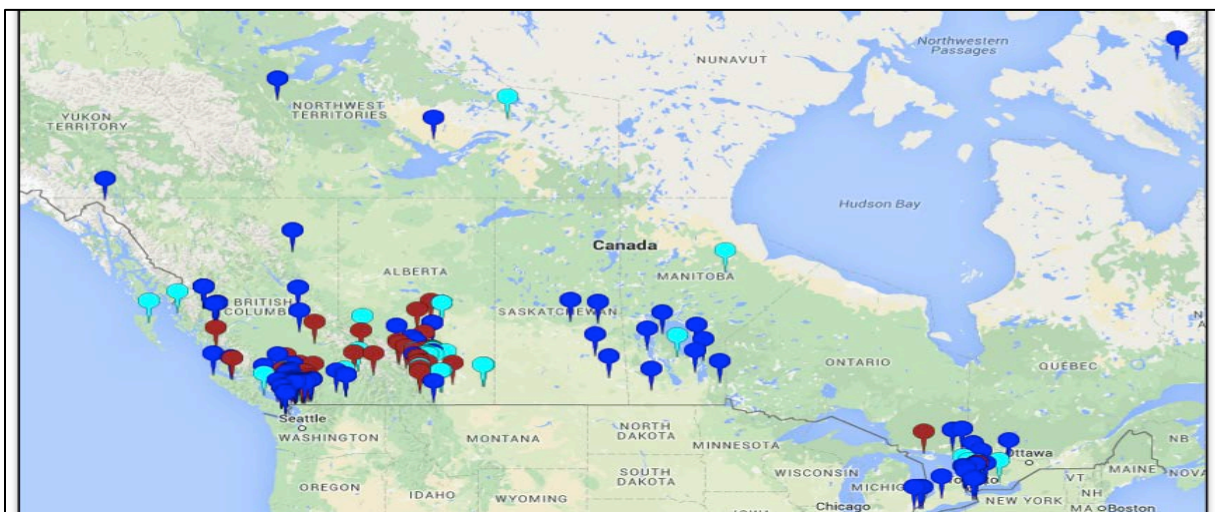 Northwestern
Passages
NUNAVUT
NORTHWEST
TERRITORIES
YUKON
TERRITORY
Hudson Bay
Canada
ALBERTA
MANITOBA
BRITISH
COLUMB
SASKATCHEWAN
ONTARIO
QUÉBEC
Seattle
WASHINGTON
MONTANA
NORTH
DAKOTA
MINNESOTA
Ottawa
NB
MAINE
NOVA
OREGON
IDAHO
WYOMING
SOUTH
DAKOTA
WISCONSIN
MICHIG
Chicago
NEW YORK
VT
NH
MA
Boston